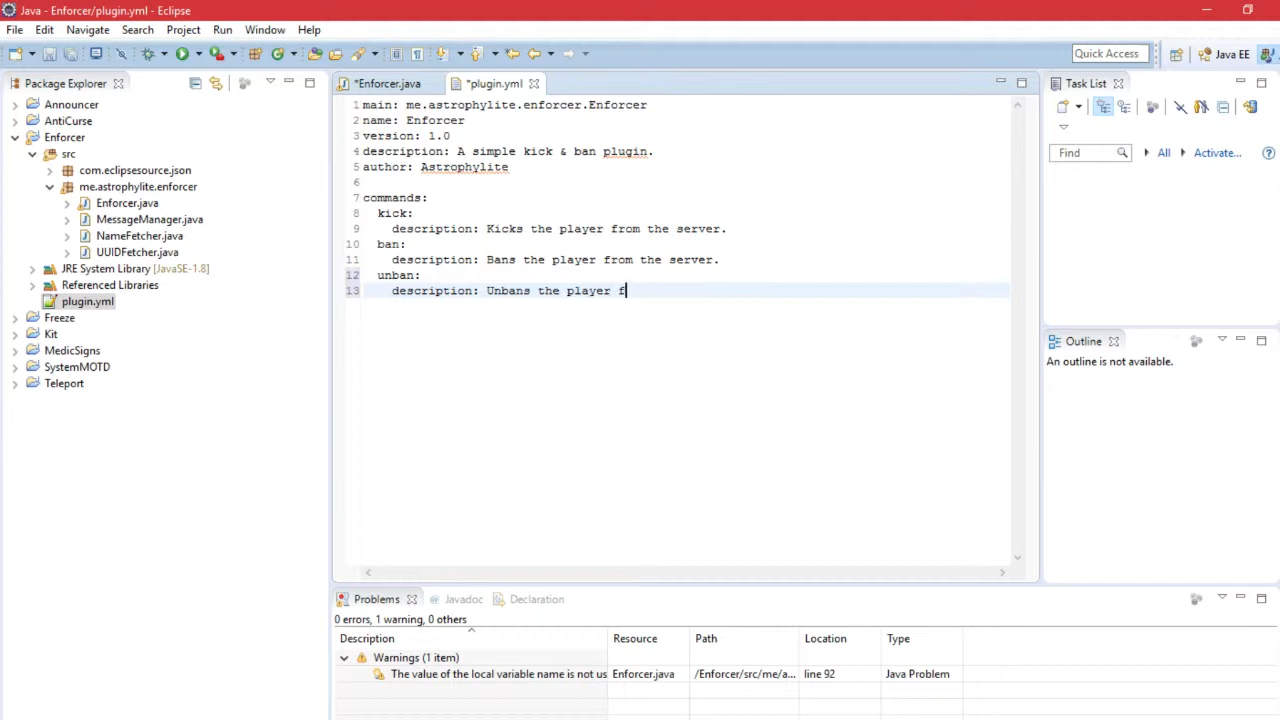 Java - Enforcer/plugin.yml - Eclipse
File Edit Navigate Search Project Run Window Help
Quick Access
Java EE
Package Explorer
*Enforcer.java
*plugin.yml
Task List
Announcer
AntiCurse
Enforcer
src
com.eclipsesource.json
me.astrophylite.enforcer
Enforcer.java
MessageManager.java
NameFetcher.java
UUIDFetcher.java
JRE System Library [JavaSE-1.8]
Referenced Libraries
plugin.yml
Freeze
Kit
MedicSigns
SystemMOTD
Teleport
1 main: me.astrophylite.enforcer.Enforcer
2 name: Enforcer
3 version: 1.0
4 description: A simple kick & ban plugin.
5 author: Astrophylite
6
7 commands:
8 kick:
9 description: Kicks the player from the server.
10 ban:
11 description: Bans the player from the server.
12 unban:
13 description: Unbans the player f
Find
All
Activate...
Outline
An outline is not available.
Problems
Javadoc
Declaration
0 errors, 1 warning, 0 others
Description Resource Path Location Type
Warnings (1 item)
The value of the local variable name is not us Enforcer.java /Enforcer/src/me/a... line 92 Java Problem